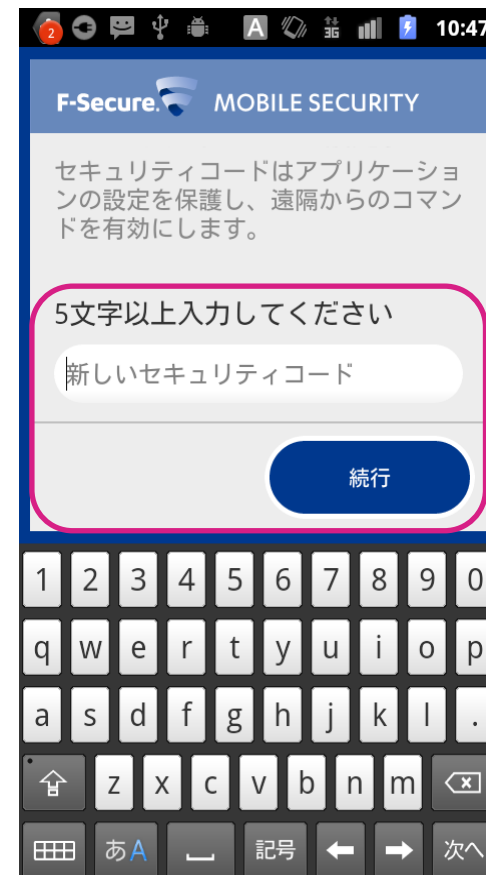 2 A 3G 10:47
F-Secure. MOBILE SECURITY
セキュリティコードはアプリケーショ
ンの設定を保護し、遠隔からのコマン
ドを有効にします。
5文字以上入力してください
新しいセキュリティコード
続行
1 2 3 4 5 6 7 8 9 0
q w e r t y u i o p
a s d f g h j k l .
z x c v b n m
あA 記号 次へ